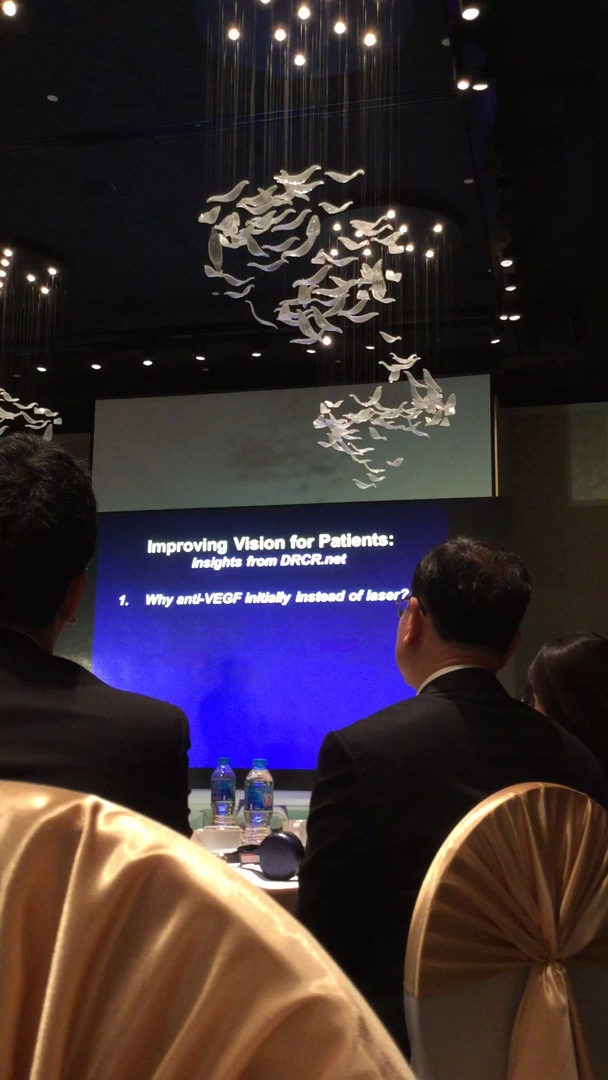 Improving Vision for Patients:
Insights from DRCR.net
1. Why anti-VEGF initially instead of laser?